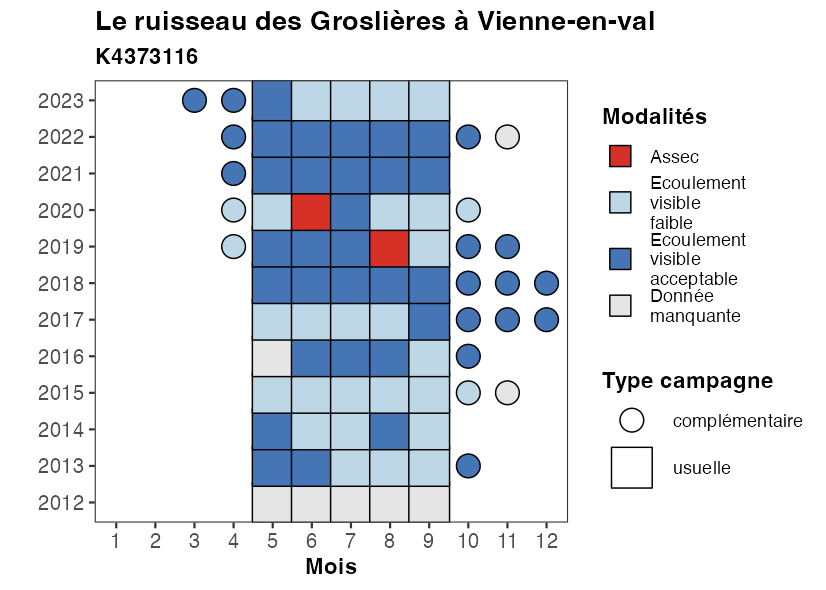 Le ruisseau des Groslières à Vienne-en-val
K4373116
2023
2022
2021
2020
2019
2018
2017
2016
2015
2014
2013
2012
1 2 3 4 5 6 7 8 9 10 11 12
Mois
Modalités
Assec
Ecoulement
visible
faible
Ecoulement
visible
acceptable
Donnée
manquante
Type campagne
complémentaire
usuelle